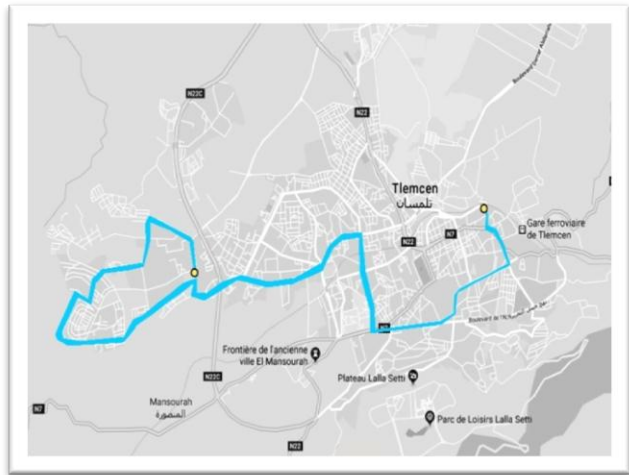 N22C
N22
Tlemcen
تلمسان
Gare ferroviaire
de Tlemcen
N7
N22
Frontière de l'ancienne
ville El Mansourah
Plateau Lalla Setti
N22C
Mansourah
المنصورة
N7
Parc de Loisirs Lalla Setti
N22